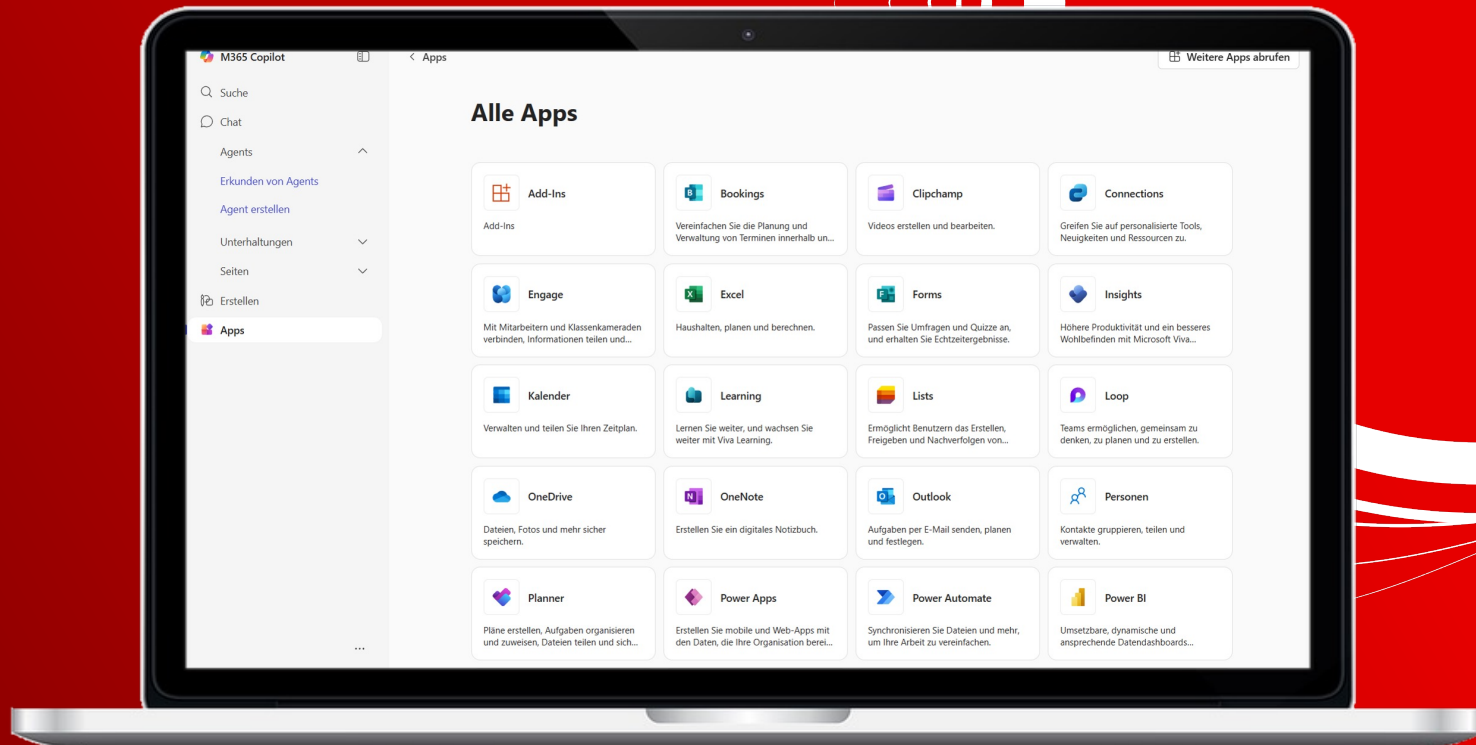 M365 Copilot
Suche
Chat
Agents
Erkunden von Agents
Agent erstellen
Unterhaltungen
Seiten
Erstellen
Apps
...
< Apps
Weitere Apps abrufen
Alle Apps
Add-Ins
Add-Ins
Bookings
Vereinfachen Sie die Planung und
Verwaltung von Terminen innerhalb un...
Clipchamp
Videos erstellen und bearbeiten.
Connections
Greifen Sie auf personalisierte Tools,
Neuigkeiten und Ressourcen zu.
Engage
Mit Mitarbeitern und Klassenkameraden
verbinden, Informationen teilen und...
Excel
Haushalten, planen und berechnen.
Forms
Passen Sie Umfragen und Quizze an,
und erhalten Sie Echtzeitergebnisse.
Insights
Höhere Produktivität und ein besseres
Wohlbefinden mit Microsoft Viva...
Kalender
Verwalten und teilen Sie Ihren Zeitplan.
Learning
Lernen Sie weiter, und wachsen Sie
weiter mit Viva Learning.
Lists
Ermöglicht Benutzern das Erstellen,
Freigeben und Nachverfolgen von...
Loop
Teams ermöglichen, gemeinsam zu
denken, zu planen und zu erstellen.
OneDrive
Dateien, Fotos und mehr sicher
speichern.
OneNote
Erstellen Sie ein digitales Notizbuch.
Outlook
Aufgaben per E-Mail senden, planen
und festlegen.
Personen
Kontakte gruppieren, teilen und
verwalten.
Planner
Pläne erstellen, Aufgaben organisieren
und zuweisen, Dateien teilen und sich...
Power Apps
Erstellen Sie mobile und Web-Apps mit
den Daten, die Ihre Organisation berei...
Power Automate
Synchronisieren Sie Dateien und mehr,
um Ihre Arbeit zu vereinfachen.
Power BI
Umsetzbare, dynamische und
ansprechende Datendashboards...